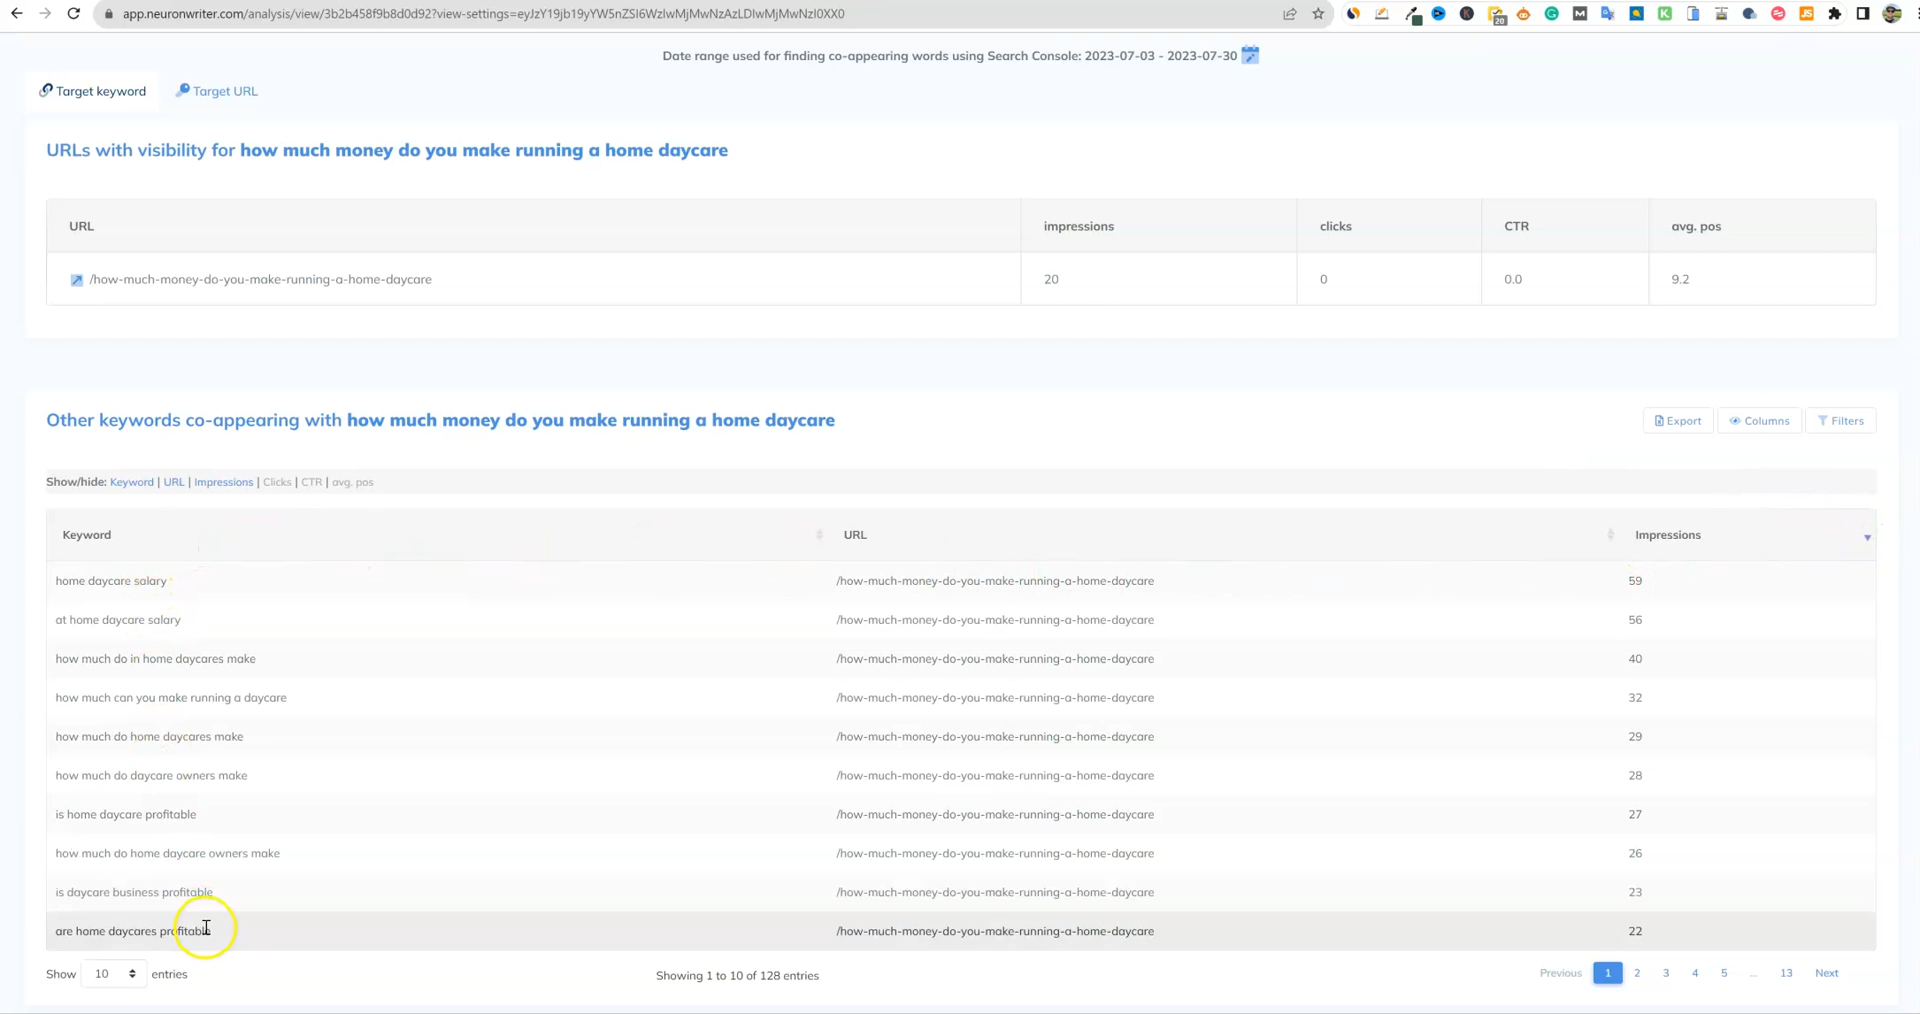 app.neuronwriter.com/analysis/view/3b2b458f9b8d0d92?view-settings=eyJzY19jb19yYW5nZSI6WzIwMjMwNzAzLDIwMjMwNzI0XX0
20
Date range used for finding co-appearing words using Search Console: 2023-07-03 - 2023-07-30
Target keyword Target URL
URLs with visibility for how much money do you make running a home daycare
URL impressions clicks CTR avg. pos
/how-much-money-do-you-make-running-a-home-daycare 20 0 0.0 9.2
Other keywords co-appearing with how much money do you make running a home daycare Export Columns Filters
Show/hide: Keyword | URL | Impressions | Clicks | CTR | avg. pos
Keyword URL Impressions
home daycare salary /how-much-money-do-you-make-running-a-home-daycare 59
at home daycare salary /how-much-money-do-you-make-running-a-home-daycare 56
how much do in home daycares make /how-much-money-do-you-make-running-a-home-daycare 40
how much can you make running a daycare /how-much-money-do-you-make-running-a-home-daycare 32
how much do home daycares make /how-much-money-do-you-make-running-a-home-daycare 29
how much do daycare owners make /how-much-money-do-you-make-running-a-home-daycare 28
is home daycare profitable /how-much-money-do-you-make-running-a-home-daycare 27
how much do home daycare owners make /how-much-money-do-you-make-running-a-home-daycare 26
is daycare business profitable /how-much-money-do-you-make-running-a-home-daycare 23
are home daycares profitable /how-much-money-do-you-make-running-a-home-daycare 22
Show 10 entries Showing 1 to 10 of 128 entries Previous 1 2 3 4 5 ... 13 Next